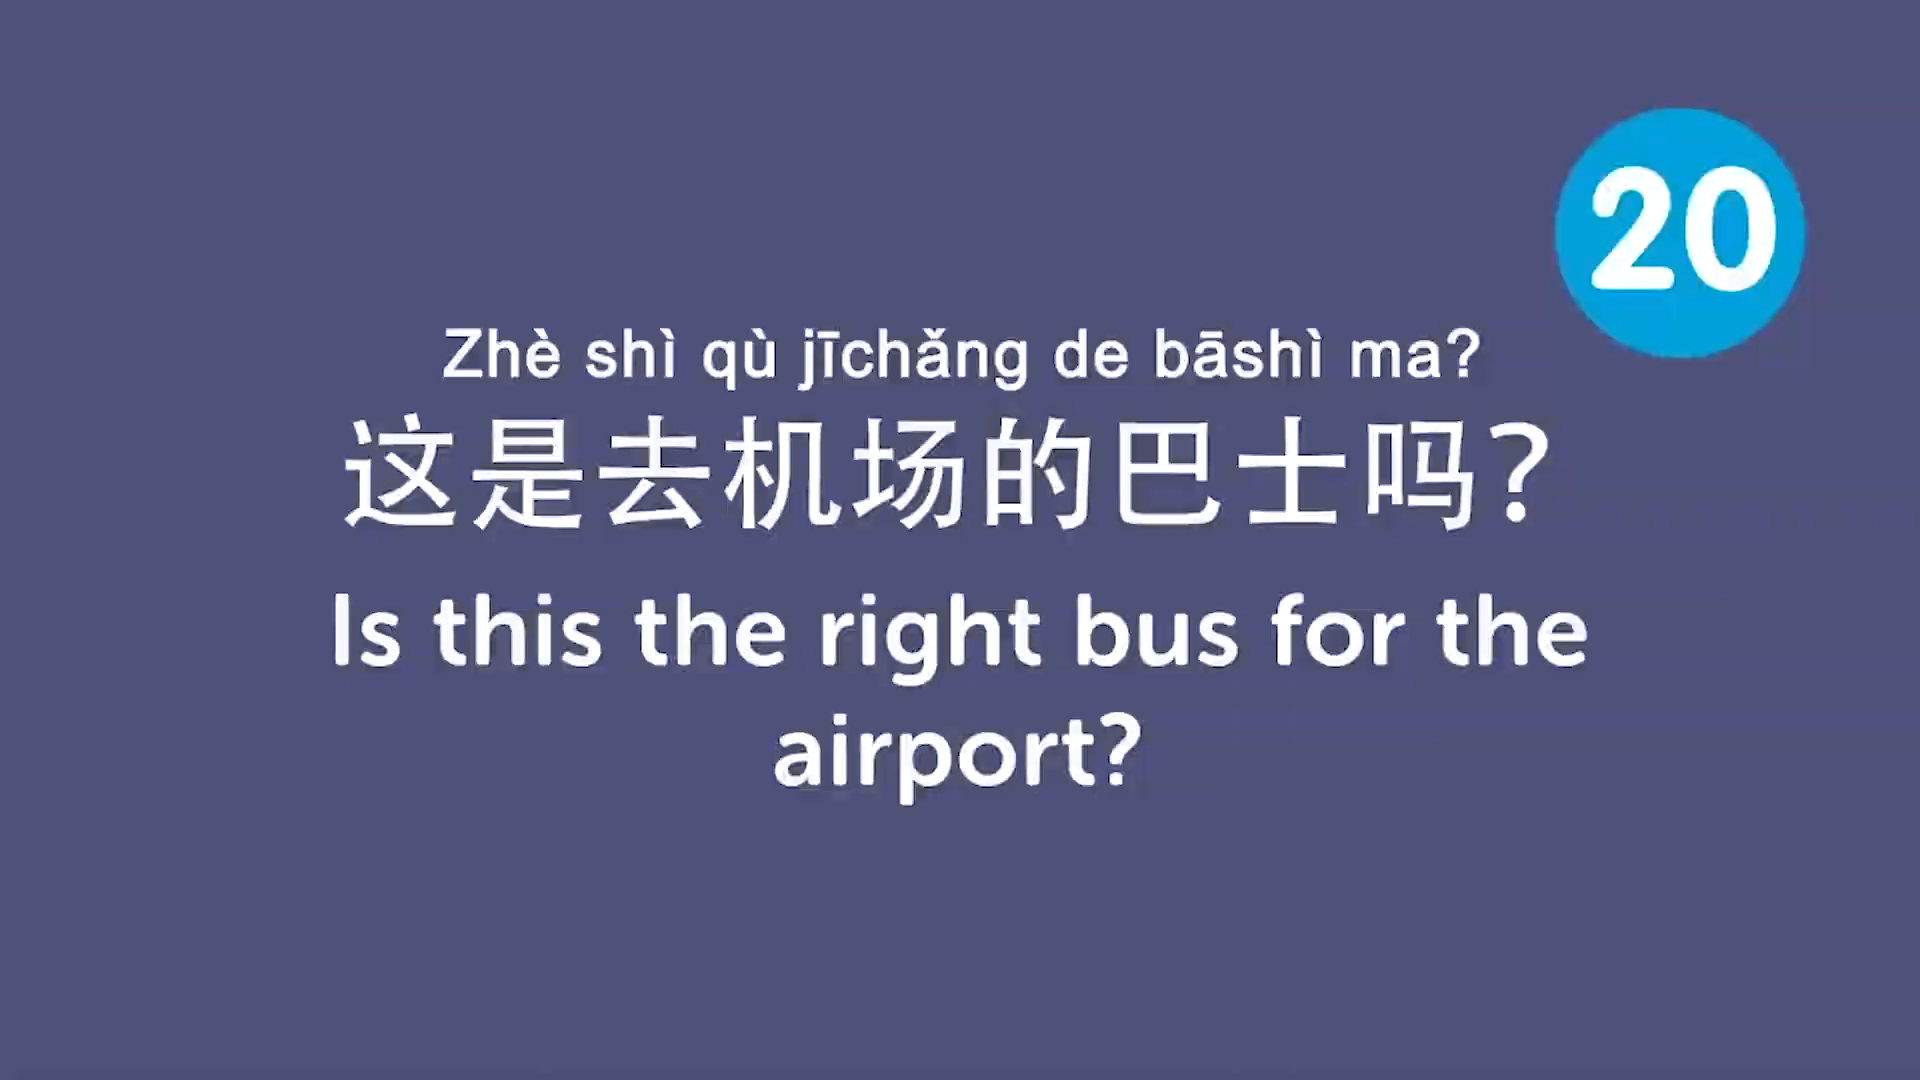 20
Zhè shì qù jīchǎng de bāshì ma?
这是去机场的巴士吗？
Is this the right bus for the
airport?